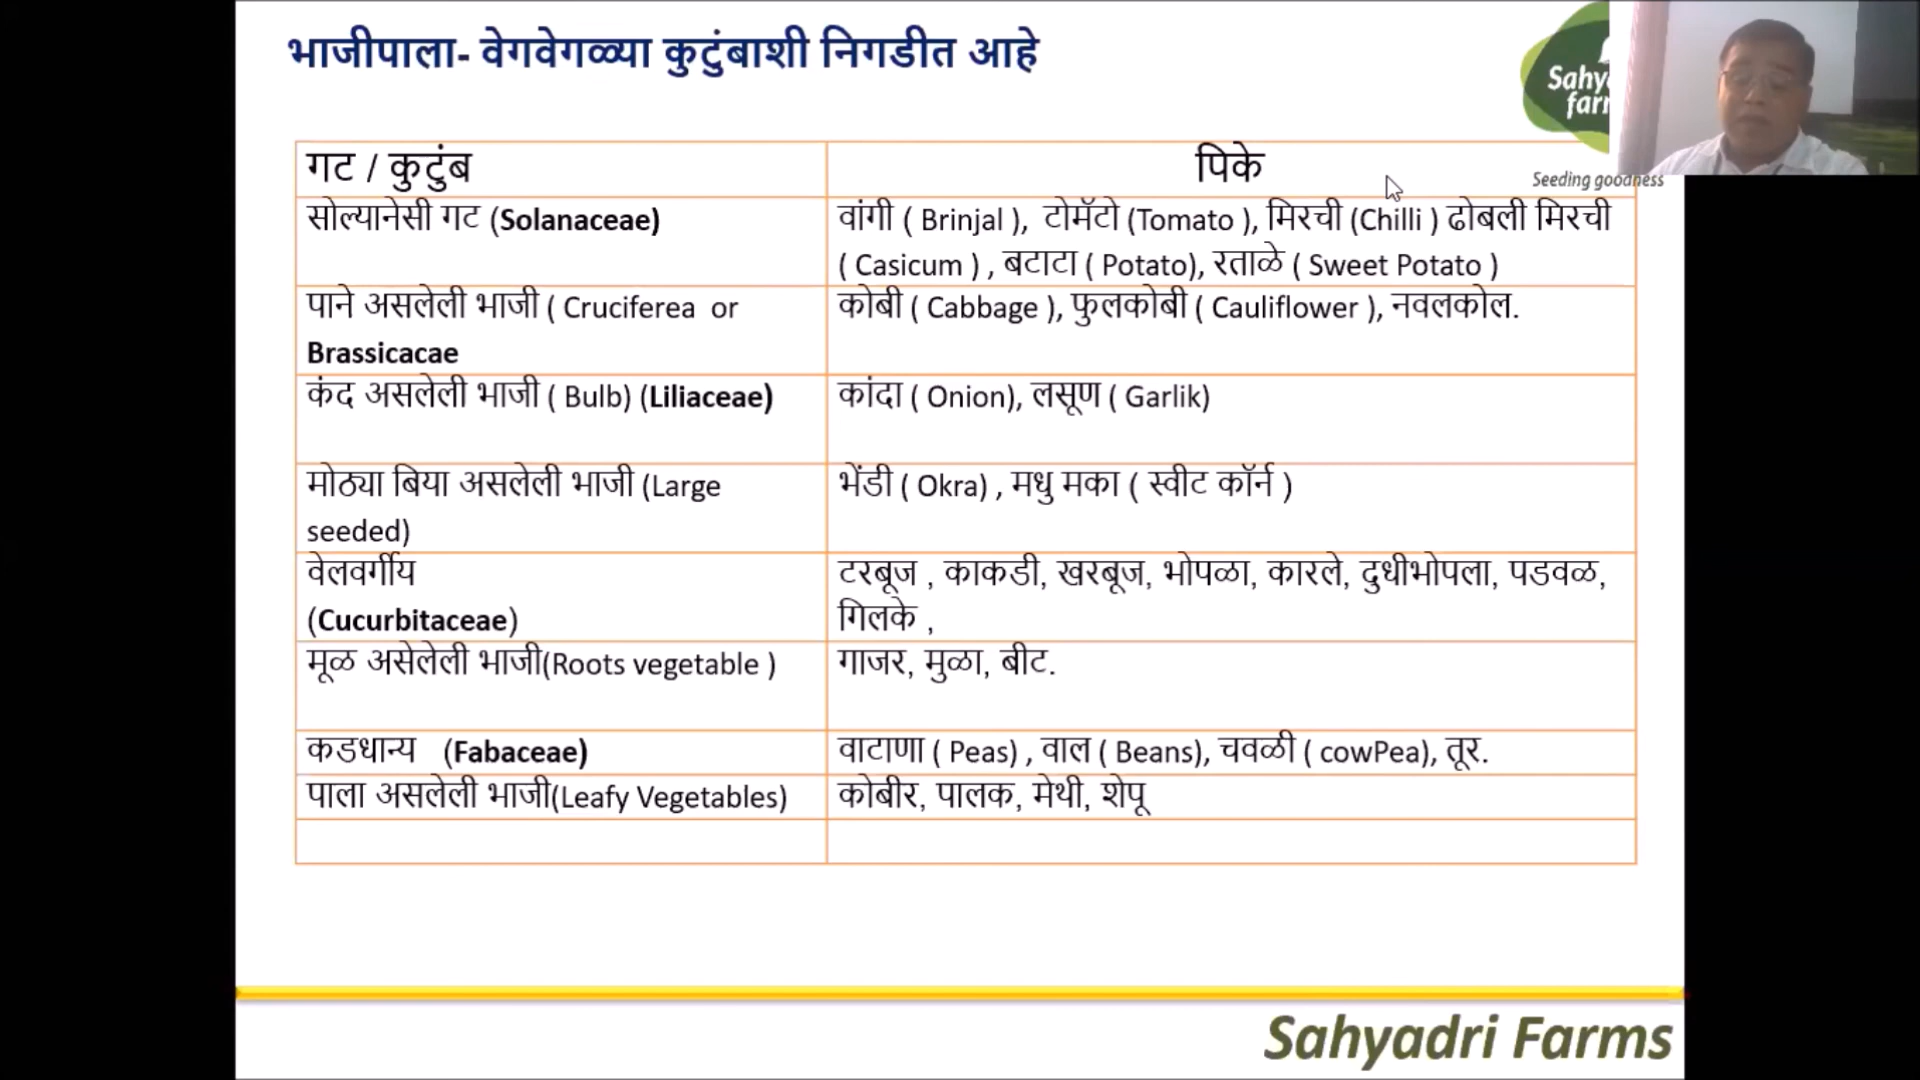 भाजीपाला- वेगवेगळ्या कुटुंबाशी निगडीत आहे
Sahy
farm
Seeding goodness
गट / कुटुंब
पिके
सोल्यानेसी गट (Solanaceae)
वांगी ( Brinjal ), टोमॅटो (Tomato ), मिरची (Chilli ) ढोबली मिरची
( Casicum ) , बटाटा ( Potato), रताळे ( Sweet Potato )
पाने असलेली भाजी ( Cruciferea or
Brassicacae
कोबी ( Cabbage ), फुलकोबी ( Cauliflower ), नवलकोल.
कंद असलेली भाजी ( Bulb) (Liliaceae)
कांदा ( Onion), लसूण ( Garlik)
मोठ्या बिया असलेली भाजी (Large
seeded)
भेंडी ( Okra) , मधु मका ( स्वीट कॉर्न )
वेलवर्गीय
(Cucurbitaceae)
टरबूज , काकडी, खरबूज, भोपळा, कारले, दुधीभोपला, पडवळ,
गिलके ,
मूळ असेलेली भाजी(Roots vegetable )
गाजर, मुळा, बीट.
कडधान्य (Fabaceae)
वाटाणा ( Peas) , वाल ( Beans), चवळी ( cowPea), तूर.
पाला असलेली भाजी(Leafy Vegetables)
कोबीर, पालक, मेथी, शेपू
Sahyadri Farms